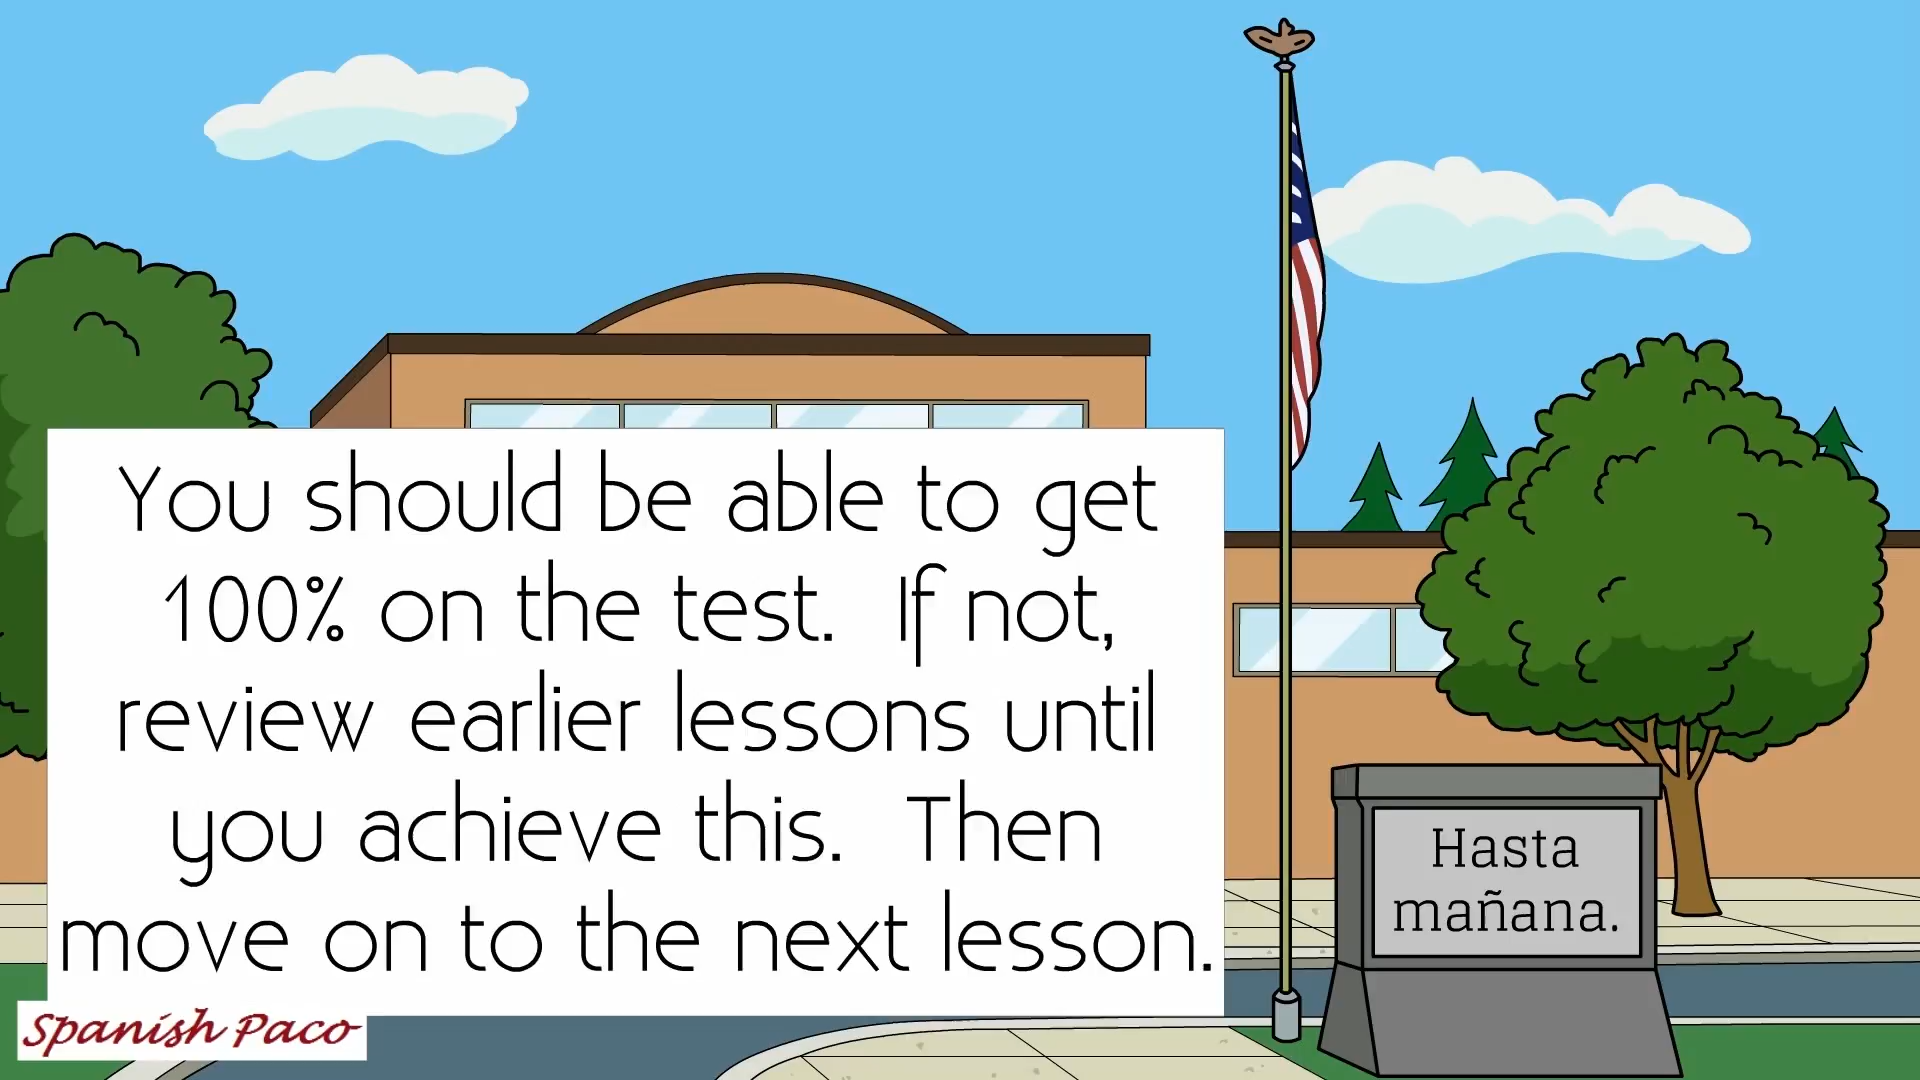 You should be able to get
100% on the test.  If not,
review earlier lessons until
you achieve this.  Then
move on to the next lesson.
Hasta
mañana.
Spanish Paco